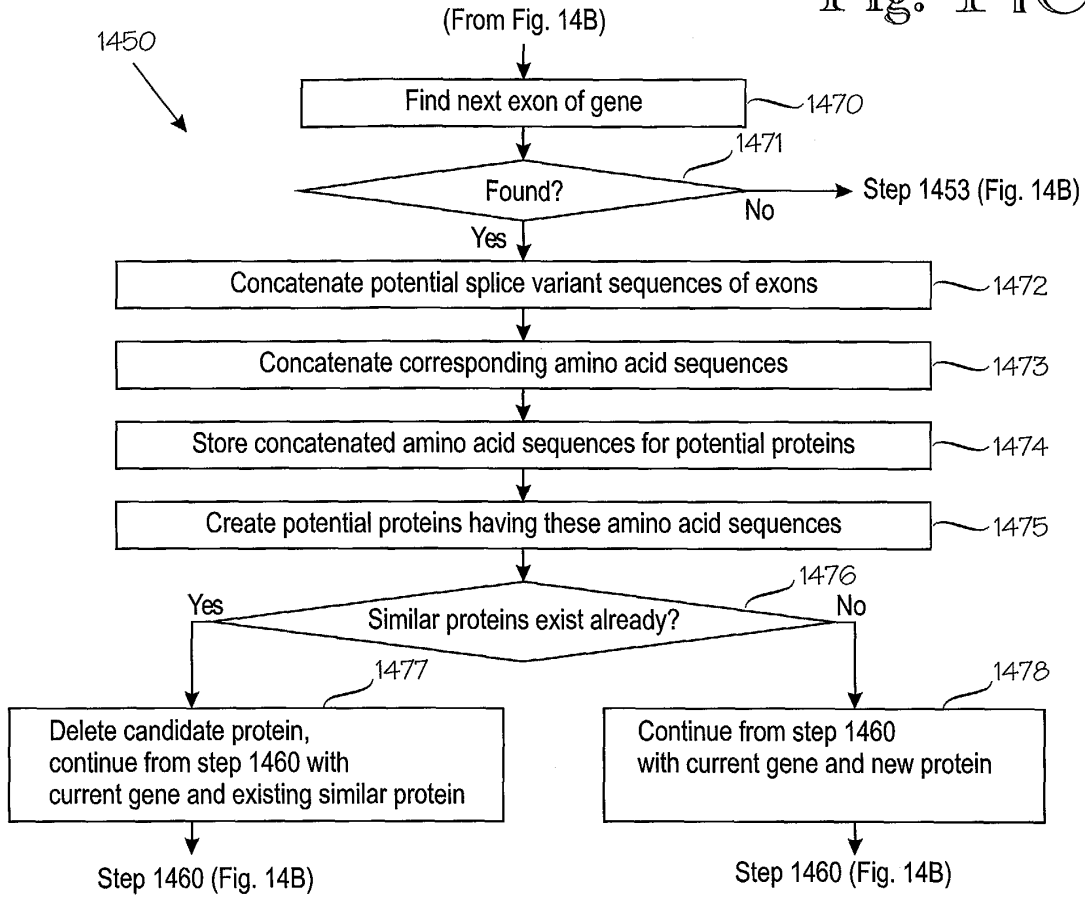 Fig. 14C
(From Fig. 14B)
1450
Find next exon of gene
1470
1471
Found?
Step 1453 (Fig. 14B)
No
Yes
Concatenate potential splice variant sequences of exons
1472
Concatenate corresponding amino acid sequences
1473
Store concatenated amino acid sequences for potential proteins
1474
Create potential proteins having these amino acid sequences
1475
1476
Yes
Similar proteins exist already?
No
1477
1478
Delete candidate protein,
continue from step 1460 with
current gene and existing similar protein
Continue from step 1460
with current gene and new protein
Step 1460 (Fig. 14B)
Step 1460 (Fig. 14B)